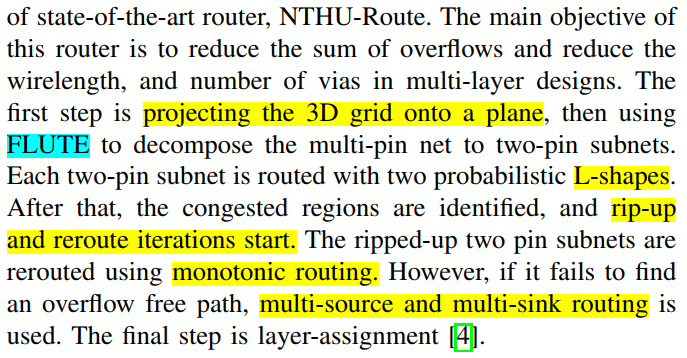 of state-of-the-art router, NTHU-Route. The main objective of
this router is to reduce the sum of overflows and reduce the
wirelength, and number of vias in multi-layer designs. The
first step is projecting the 3D grid onto a plane, then using
FLUTE to decompose the multi-pin net to two-pin subnets.
Each two-pin subnet is routed with two probabilistic L-shapes.
After that, the congested regions are identified, and rip-up
and reroute iterations start. The ripped-up two pin subnets are
rerouted using monotonic routing. However, if it fails to find
an overflow free path, multi-source and multi-sink routing is
used. The final step is layer-assignment [4].